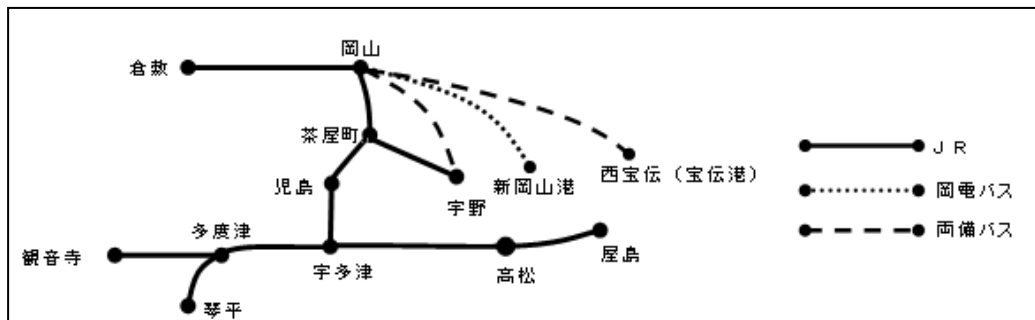 岡山
倉敷
茶屋町
児島
宇野
新岡山港
西宝伝（宝伝港）
ＪＲ
岡電バス
両備バス
多度津
観音寺
宇多津
高松
屋島
琴平